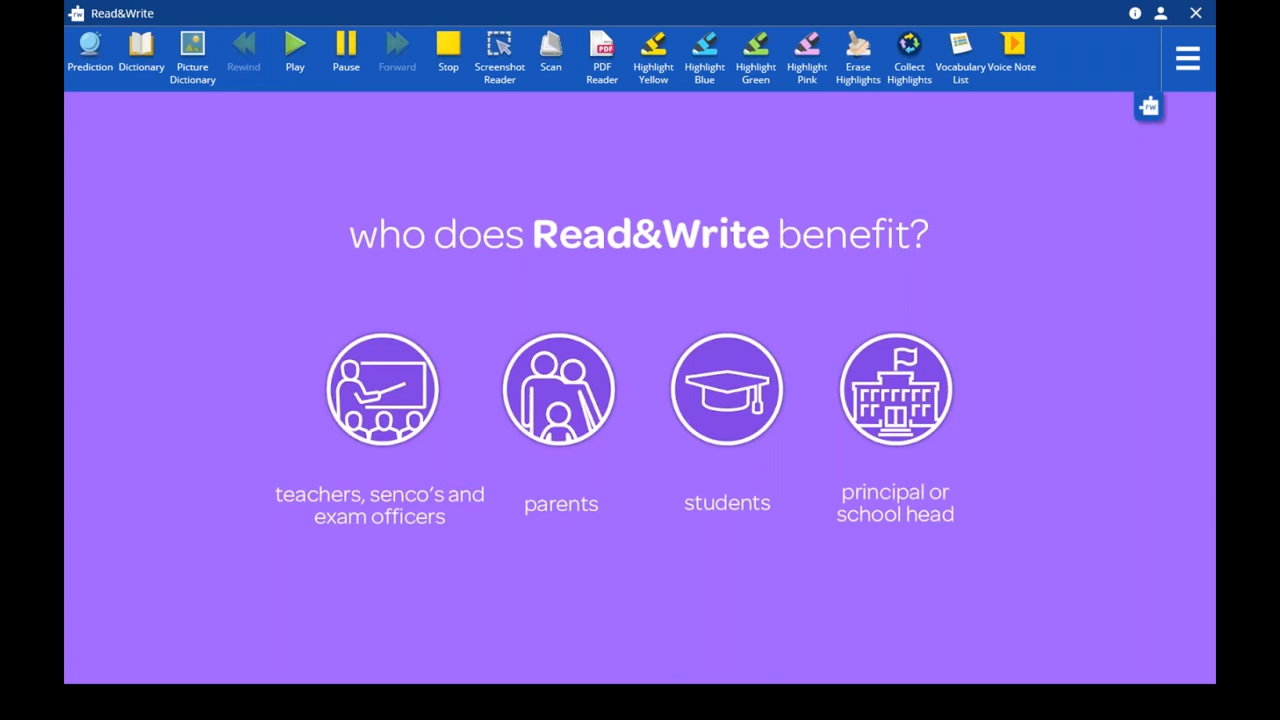 Read&Write
Prediction
Dictionary
Picture
Dictionary
Rewind
Play
Pause
Forward
Stop
Screenshot
Reader
Scan
PDF
PDF
Reader
Highlight
Yellow
Highlight
Blue
Highlight
Green
Highlight
Pink
Erase
Highlights
Collect
Highlights
Vocabulary
List
Voice Note
rw
who does Read&Write benefit?
teachers, senco's and
exam officers
parents
students
principal or
school head